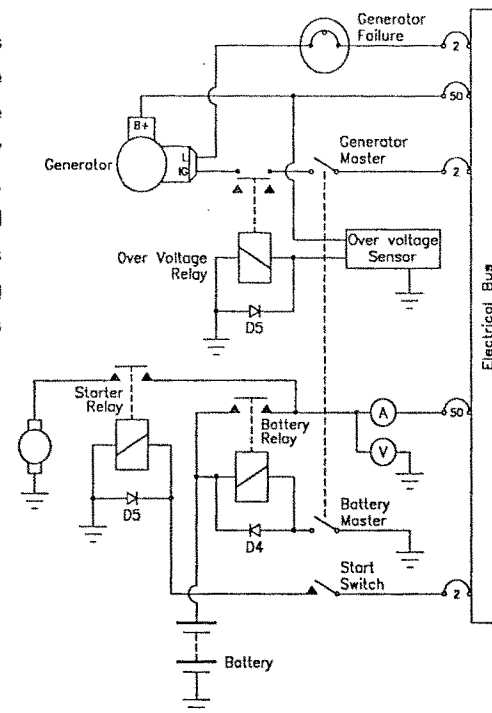 Generator
Failure
2
50
B+
L
IG
Generator
Generator
Master
2
Over Voltage
Relay
Over voltage
Sensor
D5
Electrical Bus
Starter
Relay
Battery
Relay
A
50
V
D5
D4
Battery
Master
Start
Switch
2
Battery